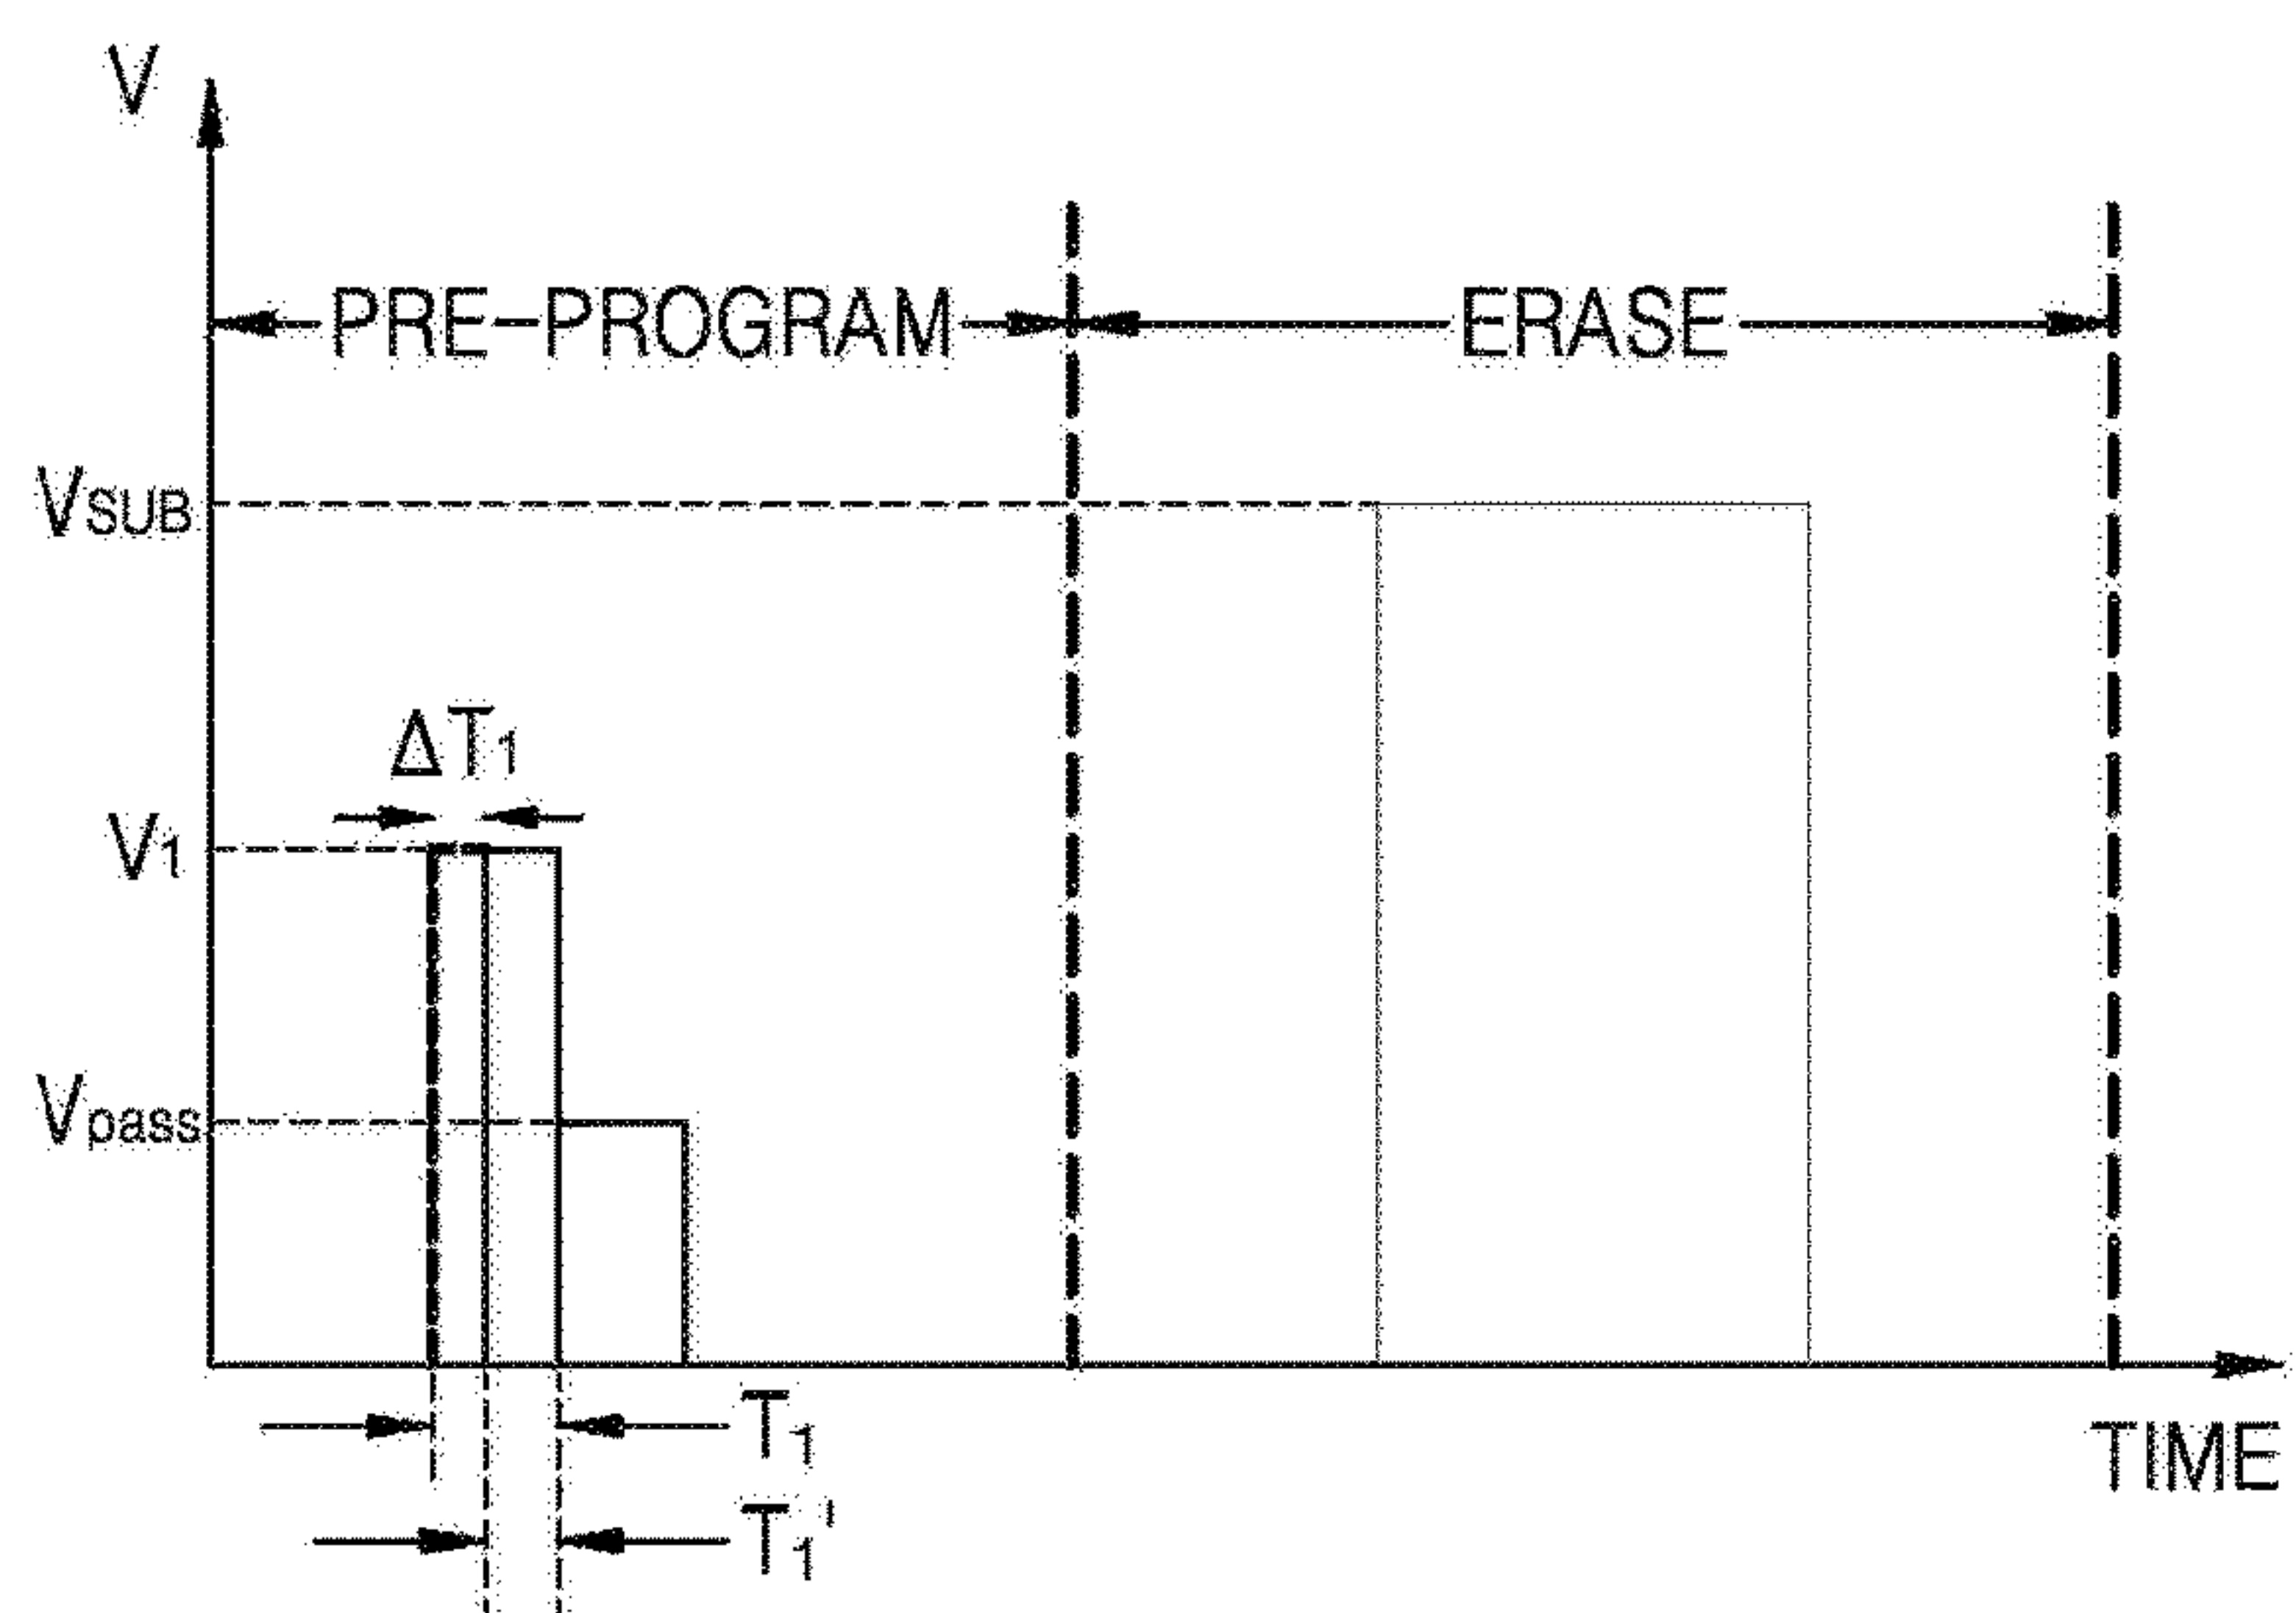 V
PRE-PROGRAM
ERASE
VSUB
ΔT1
V1
Vpass
T1
TIME
T1'